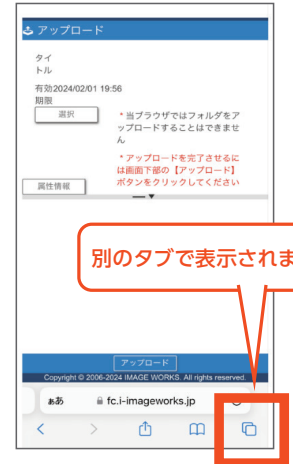 アップロード
タイ
トル
有効2024/02/01 19:56
期限
選択
*当ブラウザではフォルダをア
ップロードすることはできませ
ん
*アップロードを完了させるに
は画面下部の【アップロード】
ボタンをクリックしてください
属性情報
別のタブで表示されま
アップロード
Copyright © 2006-2024 IMAGE WORKS. All rights reserved.
ぁあ fc.i-imageworks.jp